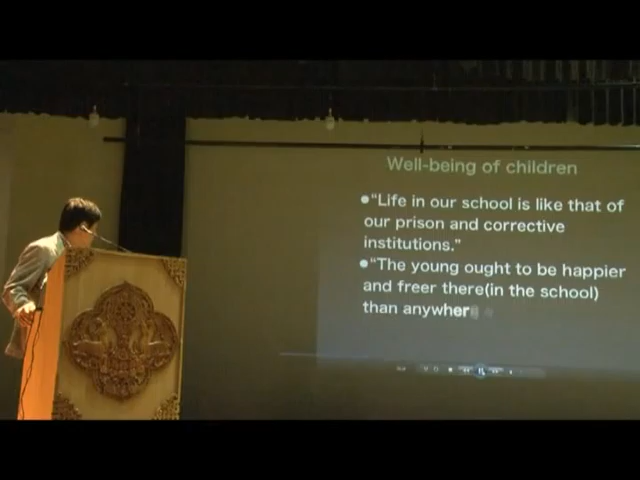 Well-being of children
●“Life in our school is like that of
our prison and corrective
institutions.”
●“The young ought to be happier
and freer there(in the school)
than anywher